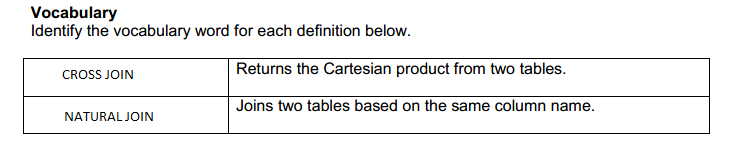 Vocabulary
Identify the vocabulary word for each definition below.
CROSS JOIN
Returns the Cartesian product from two tables.
NATURAL JOIN
Joins two tables based on the same column name.